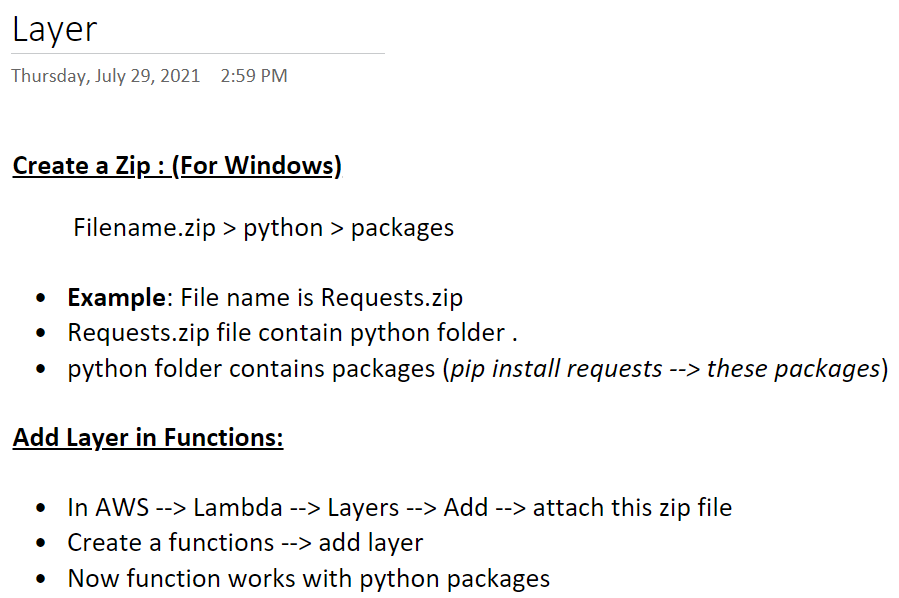 Layer
Thursday, July 29, 2021 2:59 PM
Create a Zip : (For Windows)
Filename.zip > python > packages
• Example: File name is Requests.zip
• Requests.zip file contain python folder .
• python folder contains packages (pip install requests --> these packages)
Add Layer in Functions:
• In AWS --> Lambda --> Layers --> Add --> attach this zip file
• Create a functions --> add layer
• Now function works with python packages